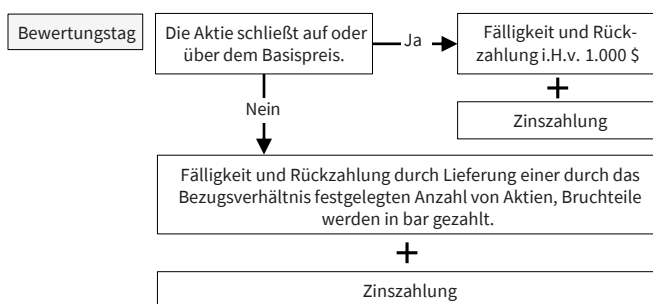 Bewertungstag
Die Aktie schließt auf oder
über dem Basispreis.
Ja
Fälligkeit und Rück-
zahlung i.H.v. 1.000 $
+
Zinszahlung
Nein
Fälligkeit und Rückzahlung durch Lieferung einer durch das
Bezugsverhältnis festgelegten Anzahl von Aktien, Bruchteile
werden in bar gezahlt.
+
Zinszahlung